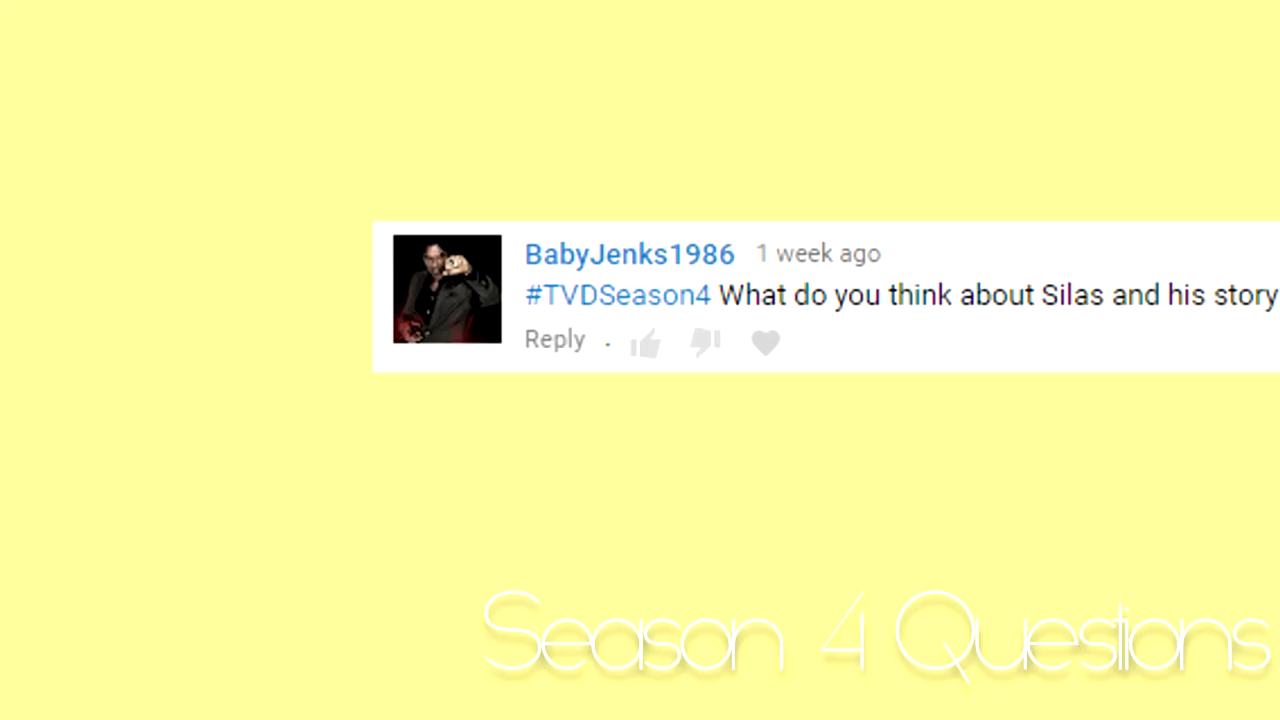 BabyJenks1986 1 week ago
#TVDSeason4 What do you think about Silas and his story
Reply .
Season 4 Questions